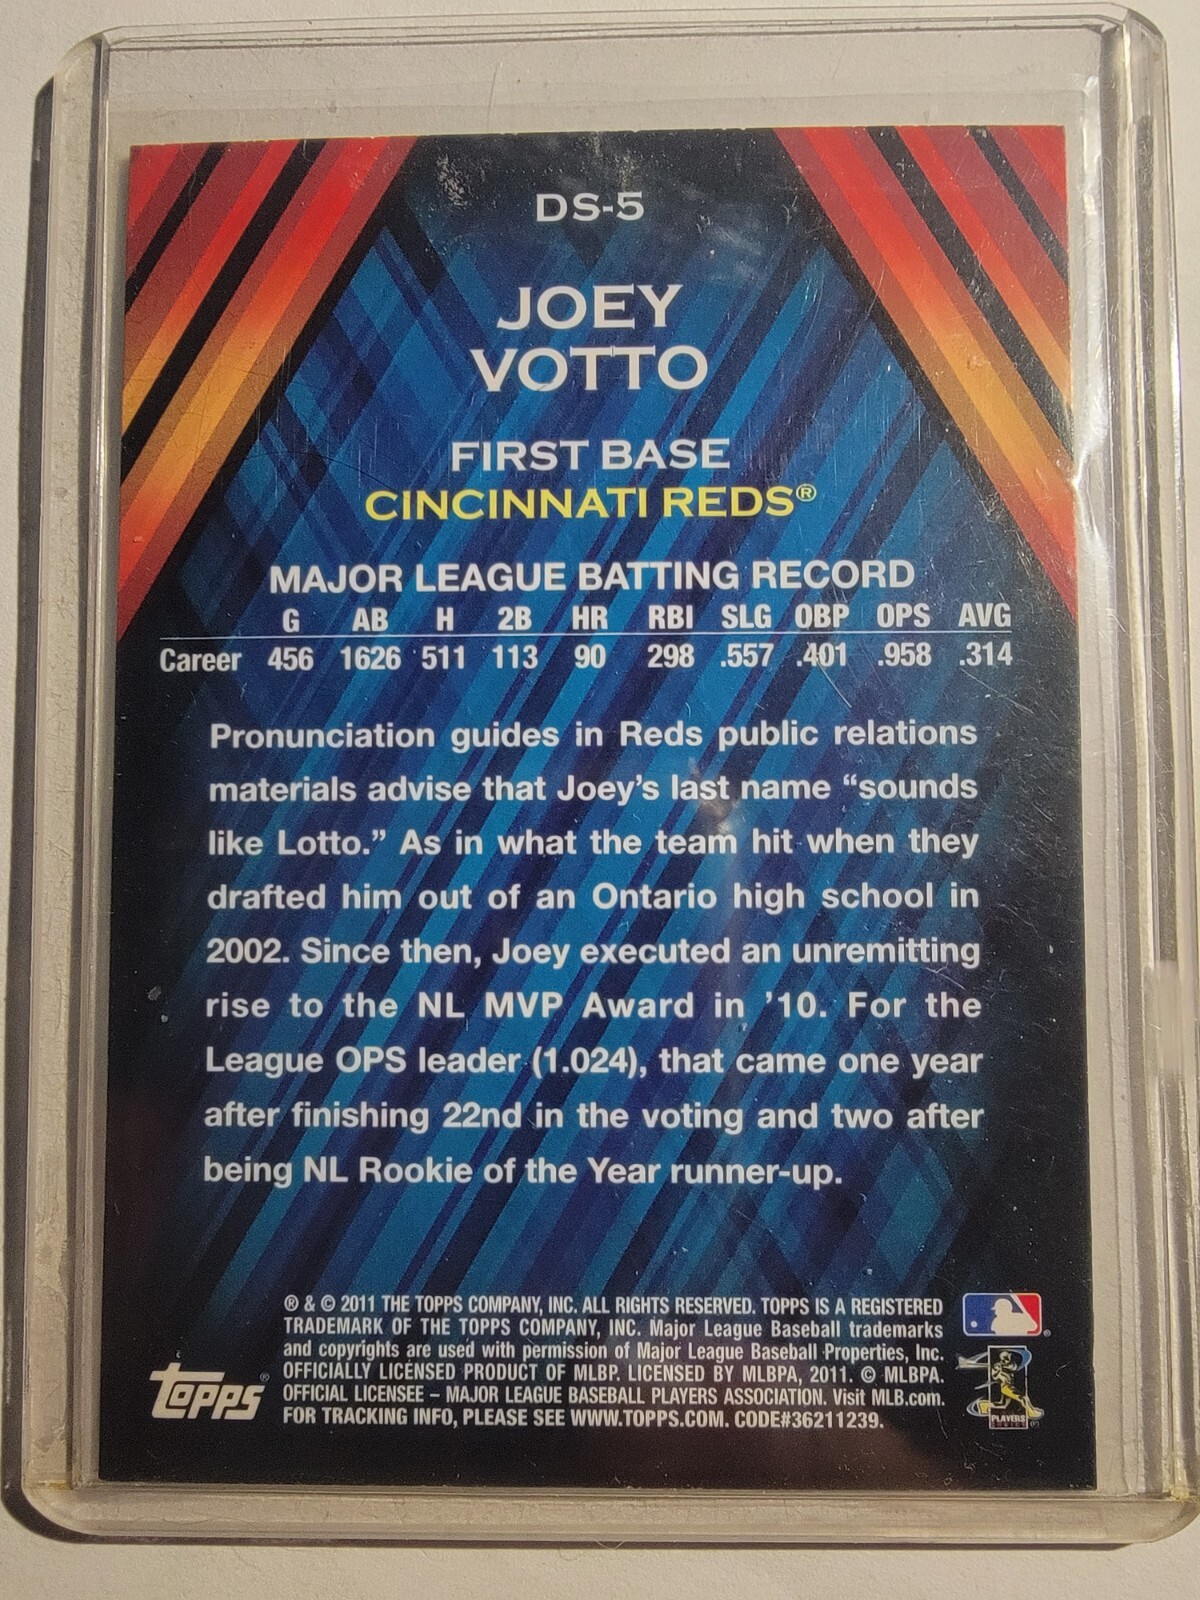 DS-5
JOEY
VOTTO
FIRST BASE
CINCINNATI REDS®
MAJOR LEAGUE BATTING RECORD
G AB H 2B HR RBI SLG OBP OPS AVG
Career 456 1626 511 113 90 298 .557 .401 .958 .314
Pronunciation guides in Reds public relations
materials advise that Joey's last name “sounds
like Lotto.” As in what the team hit when they
drafted him out of an Ontario high school in
2002. Since then, Joey executed an unremitting
rise to the NL MVP Award in '10. For the
League OPS leader (1.024), that came one year
after finishing 22nd in the voting and two after
being NL Rookie of the Year runner-up.
® & © 2011 THE TOPPS COMPANY, INC. ALL RIGHTS RESERVED. TOPPS IS A REGISTERED
TRADEMARK OF THE TOPPS COMPANY, INC. Major League Baseball trademarks
and copyrights are used with permission of Major League Baseball Properties, Inc.
OFFICIALLY LICENSED PRODUCT OF MLBP. LICENSED BY MLBPA, 2011. © MLBPA.
OFFICIAL LICENSEE – MAJOR LEAGUE BASEBALL PLAYERS ASSOCIATION. Visit MLB.com.
FOR TRACKING INFO, PLEASE SEE WWW.TOPPS.COM. CODE#36211239.
Topps®
PLAYERS
CHOICE